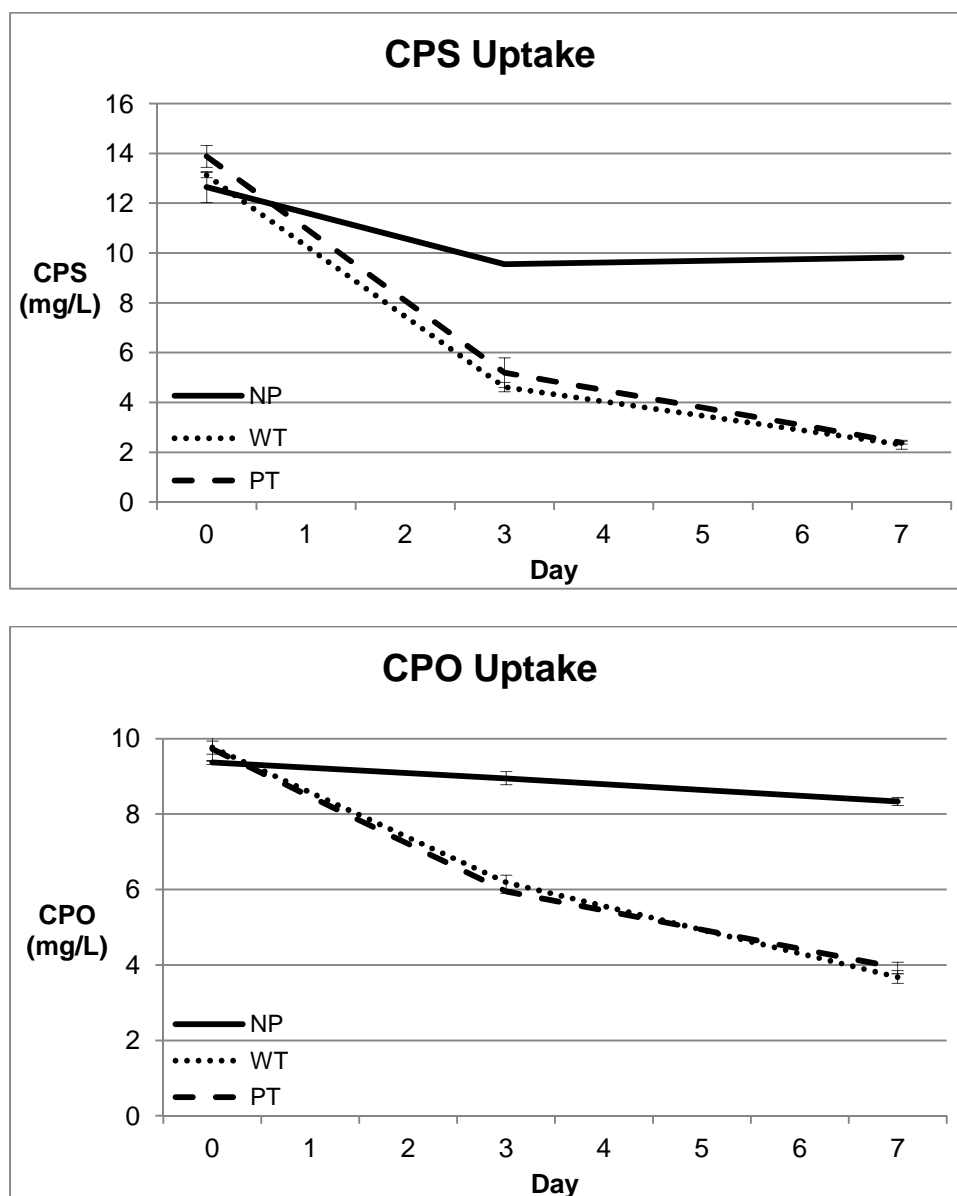 CPS Uptake
16
14
12
10
8
6
4
2
0
CPS
(mg/L)
NP
WT
PT
0 1 2 3 4 5 6 7
Day
CPO Uptake
10
8
6
4
2
0
CPO
(mg/L)
NP
WT
PT
0 1 2 3 4 5 6 7
Day